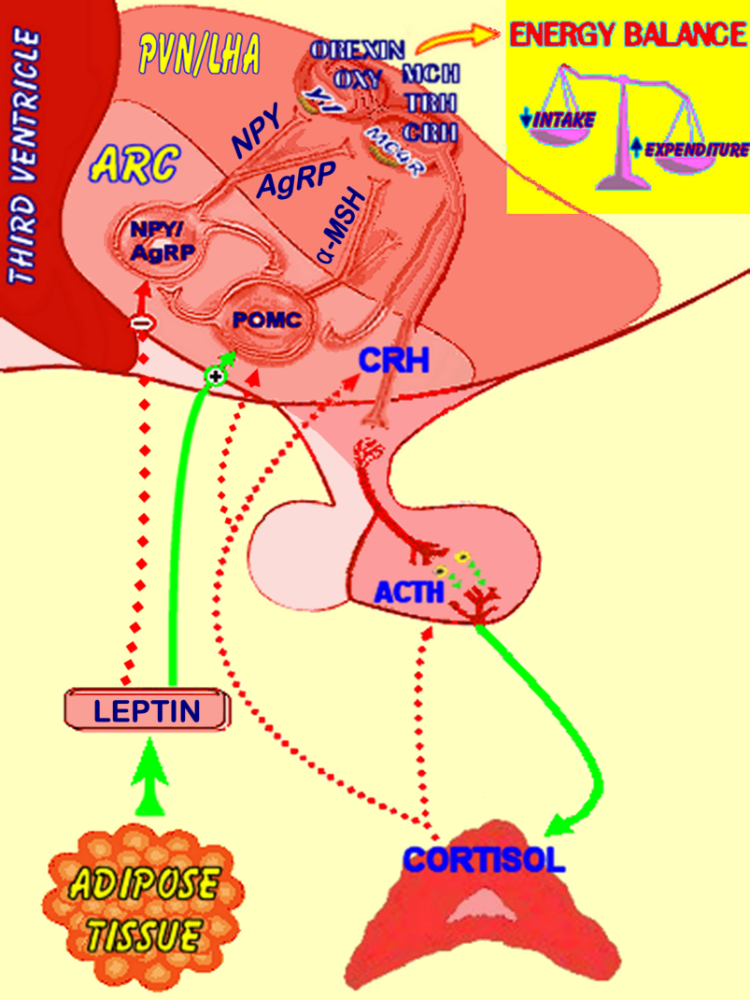 THIRD VENTRICLE
PVN/LHA
OREXIN
OXY
MCH
TRH
CRH
Y1
MC4R
ENERGY BALANCE
INTAKE
EXPENDITURE
ARC
NPY
AgRP
α-MSH
NPY/
AgRP
POMC
CRH
+
−
ACTH
LEPTIN
CORTISOL
ADIPOSE
TISSUE